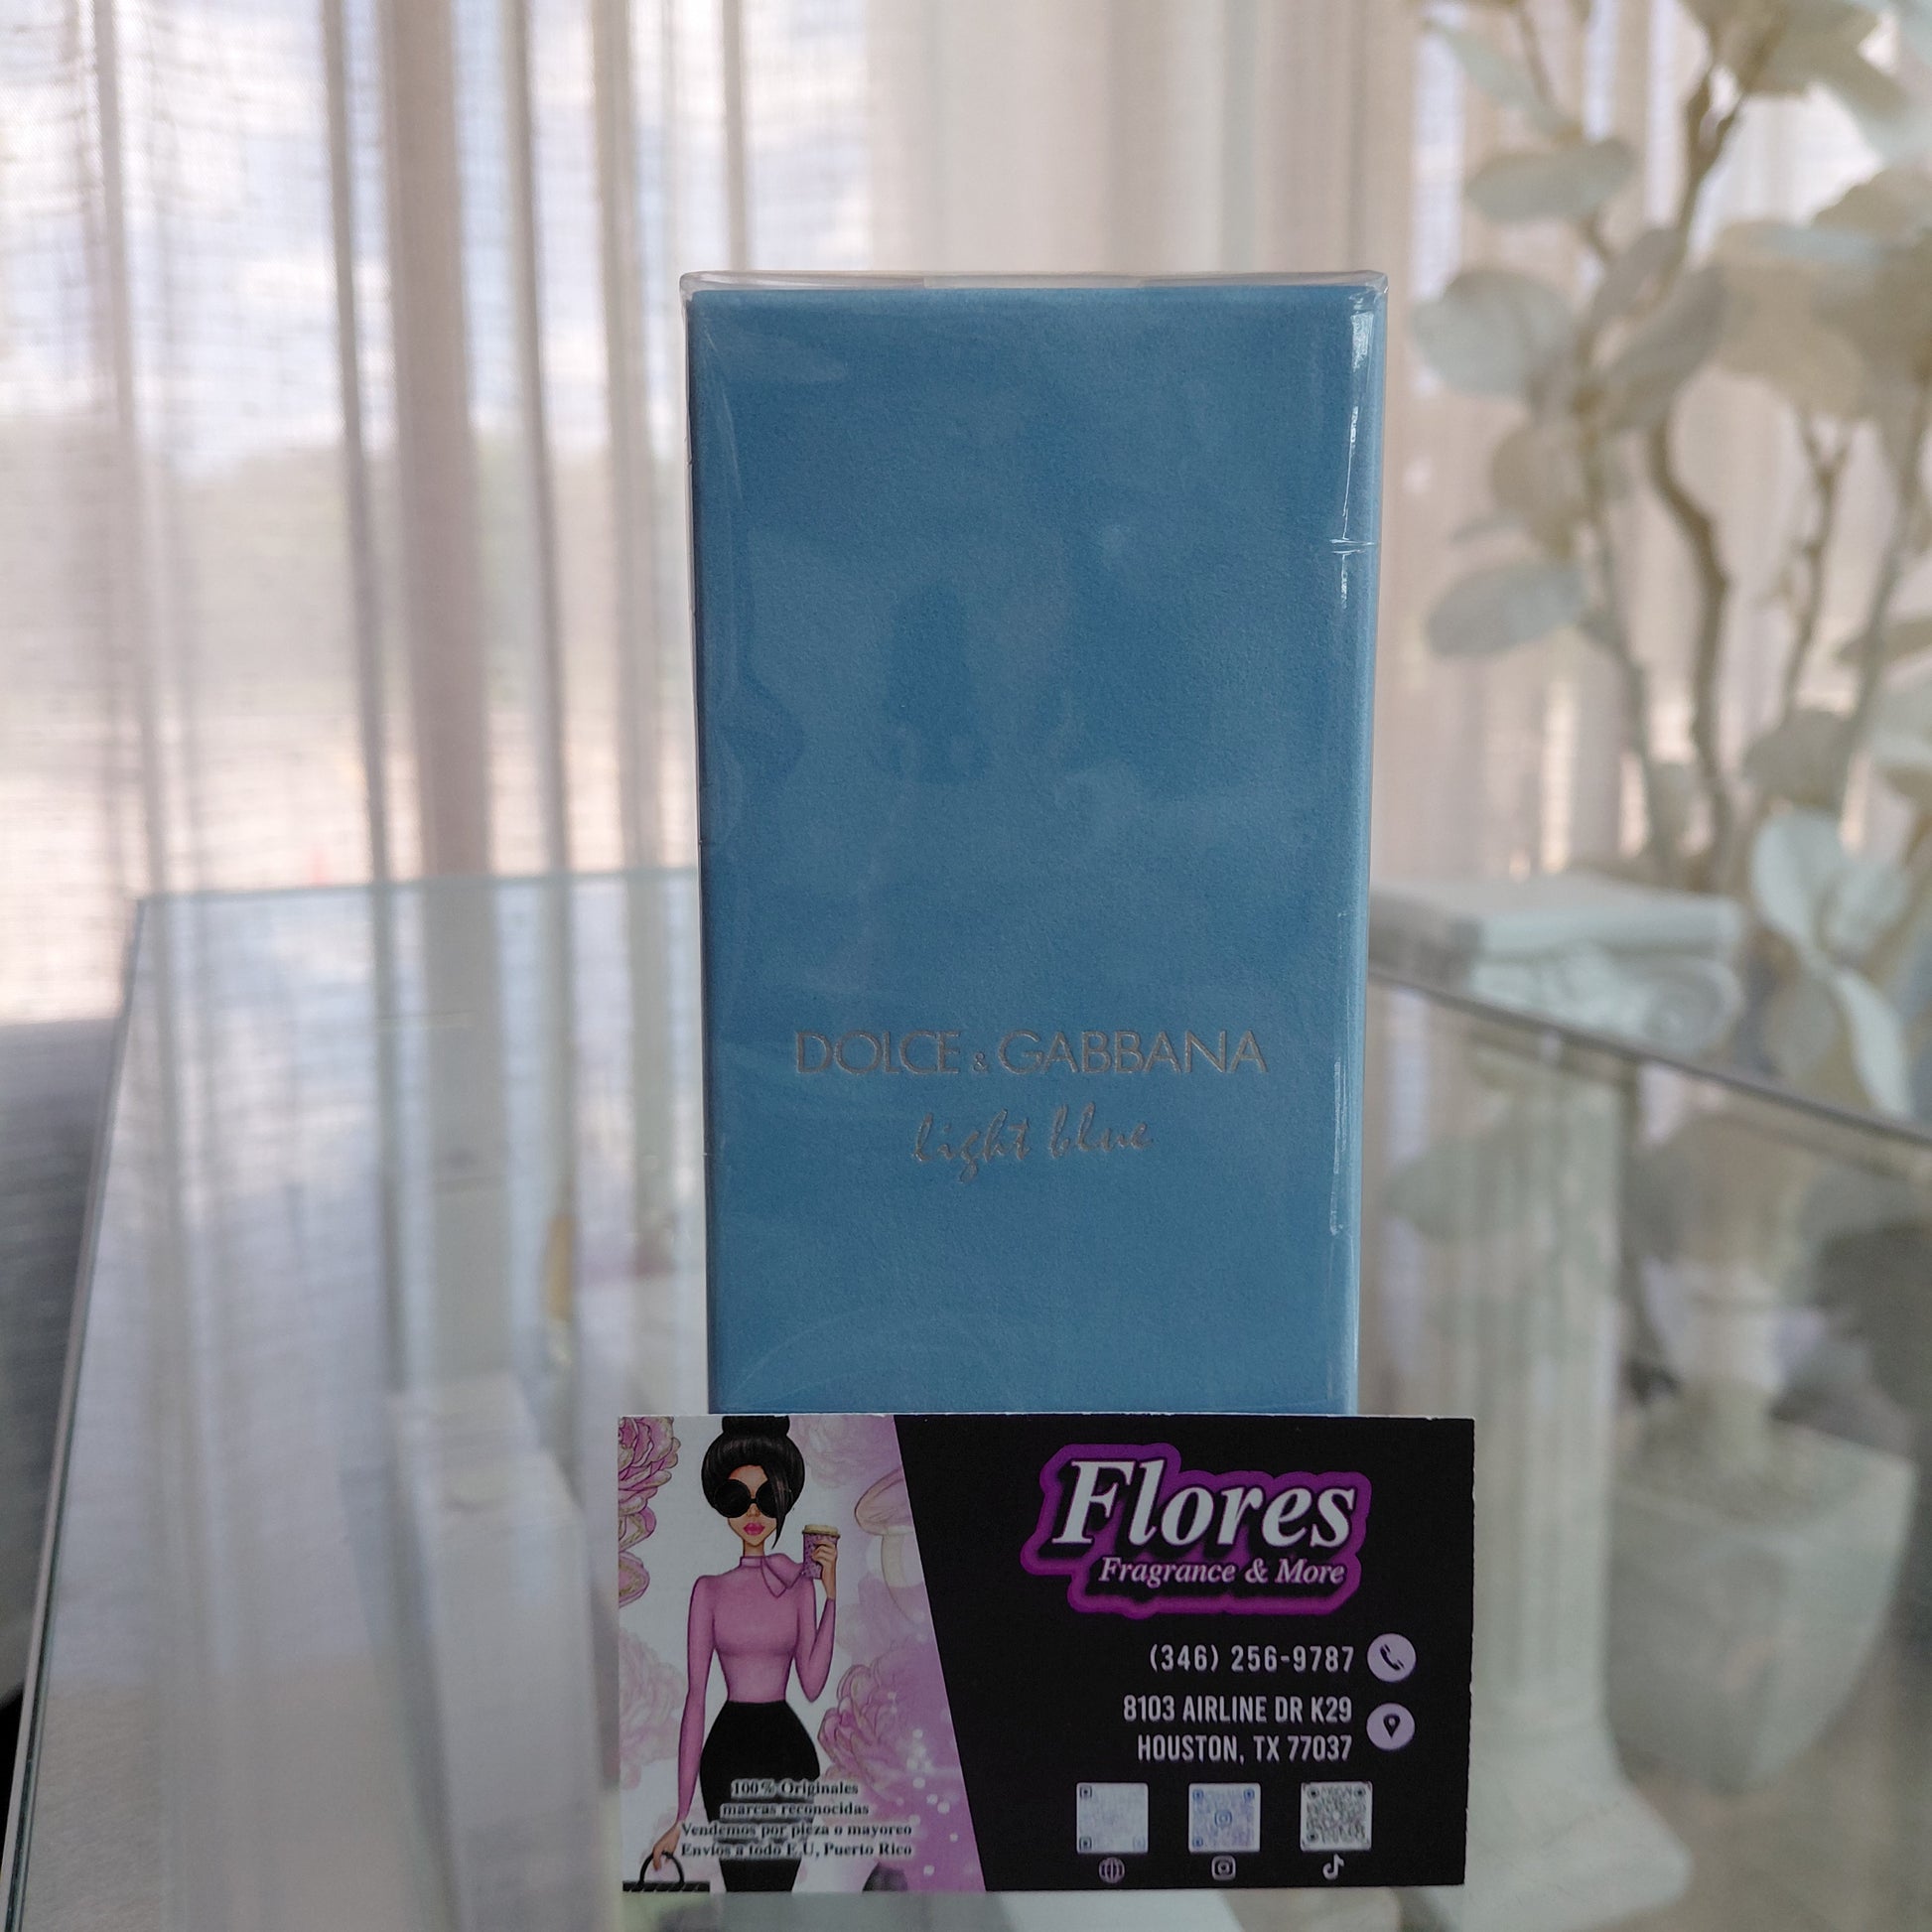 DOLCE & GABBANA
light blue
Flores
Fragrance & More
(346) 256-9787
8103 AIRLINE DR K29
HOUSTON, TX 77037
100% Originales
marcas reconocidas
Vendemos por pieza o mayoreo
Envios a todo E.U, Puerto Rico